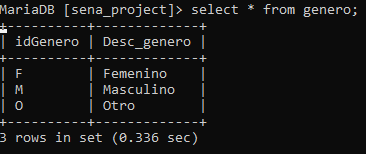 MariaDB [sena_project]> select * from genero;
+----------+-------------+
| idGenero | Desc_genero |
+----------+-------------+
| F        | Femenino    |
| M        | Masculino   |
| O        | Otro        |
+----------+-------------+
3 rows in set (0.336 sec)